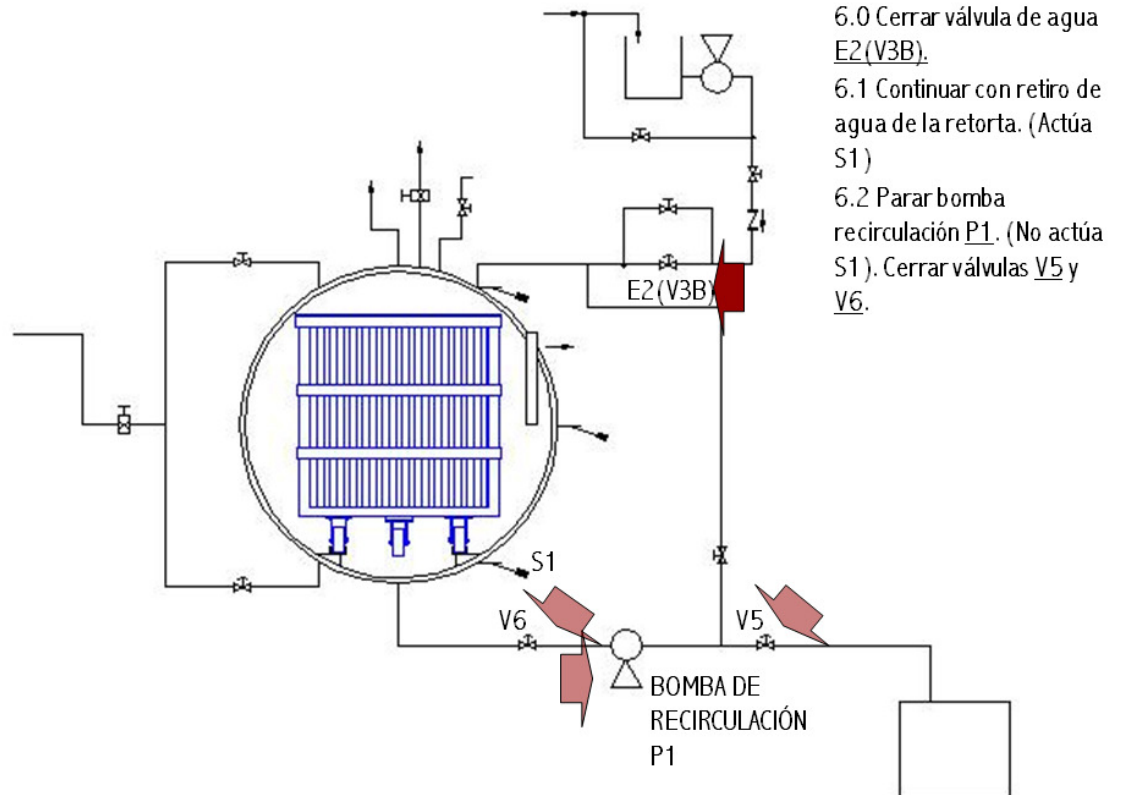 6.0 Cerrar válvula de agua
E2(V3B).
6.1 Continuar con retiro de
agua de la retorta. (Actúa
S1)
6.2 Parar bomba
recirculación P1. (No actúa
S1). Cerrar válvulas V5 y
V6.
E2(V3B)
S1
V6
V5
BOMBA DE
RECIRCULACIÓN
P1